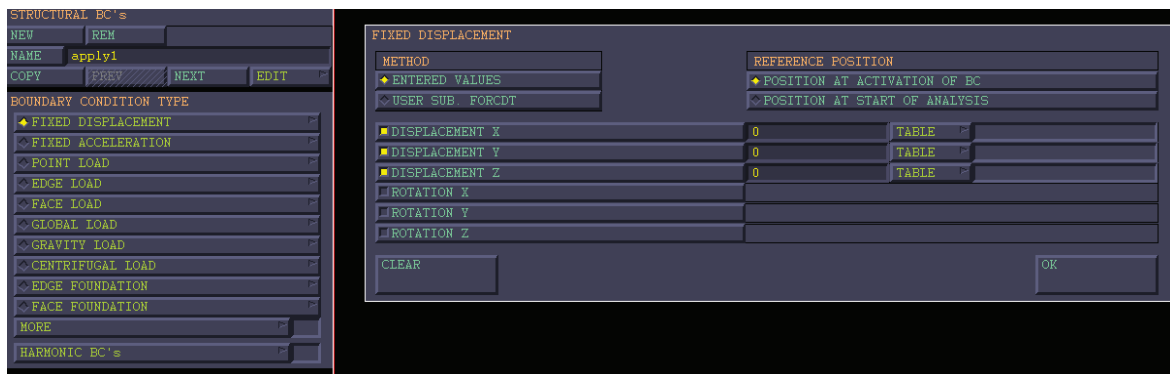 STRUCTURAL BC's
NEW REM
NAME apply1
COPY PREV NEXT EDIT
BOUNDARY CONDITION TYPE
FIXED DISPLACEMENT
FIXED ACCELERATION
POINT LOAD
EDGE LOAD
FACE LOAD
GLOBAL LOAD
GRAVITY LOAD
CENTRIFUGAL LOAD
EDGE FOUNDATION
FACE FOUNDATION
MORE
HARMONIC BC's
FIXED DISPLACEMENT
METHOD REFERENCE POSITION
ENTERED VALUES POSITION AT ACTIVATION OF BC
USER SUB. FORCDT POSITION AT START OF ANALYSIS
DISPLACEMENT X 0 TABLE
DISPLACEMENT Y 0 TABLE
DISPLACEMENT Z 0 TABLE
ROTATION X
ROTATION Y
ROTATION Z
CLEAR OK